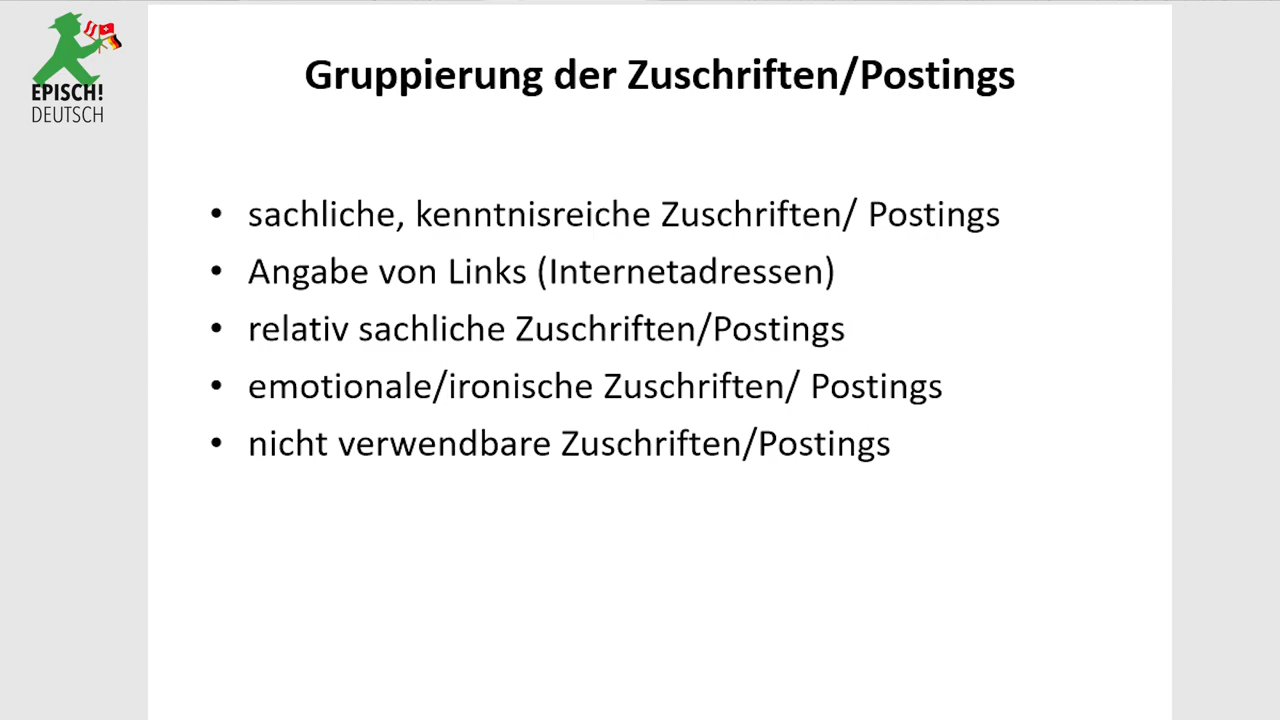 EPISCH!
DEUTSCH
Gruppierung der Zuschriften/Postings
• sachliche, kenntnisreiche Zuschriften/ Postings
• Angabe von Links (Internetadressen)
• relativ sachliche Zuschriften/Postings
• emotionale/ironische Zuschriften/ Postings
• nicht verwendbare Zuschriften/Postings